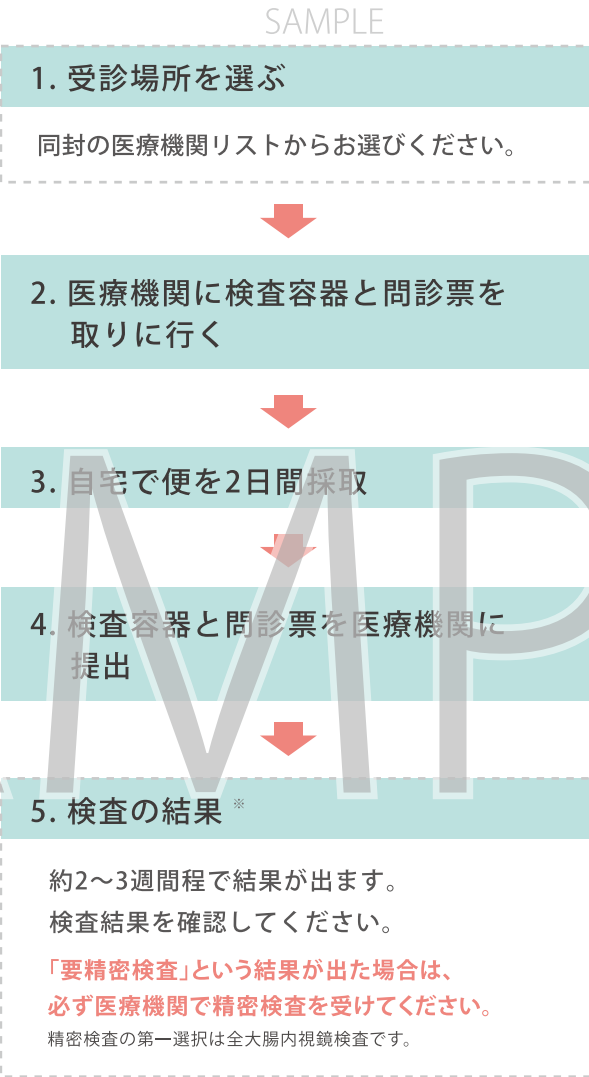 SAMPLE
1. 受診場所を選ぶ
同封の医療機関リストからお選びください。
2. 医療機関に検査容器と問診票を
取りに行く
3. 自宅で便を2日間採取
4. 検査容器と問診票を医療機関に
提出
5. 検査の結果 ※
約2〜3週間程で結果が出ます。
検査結果を確認してください。
「要精密検査」という結果が出た場合は、
必ず医療機関で精密検査を受けてください。
精密検査の第一選択は全大腸内視鏡検査です。
AMP